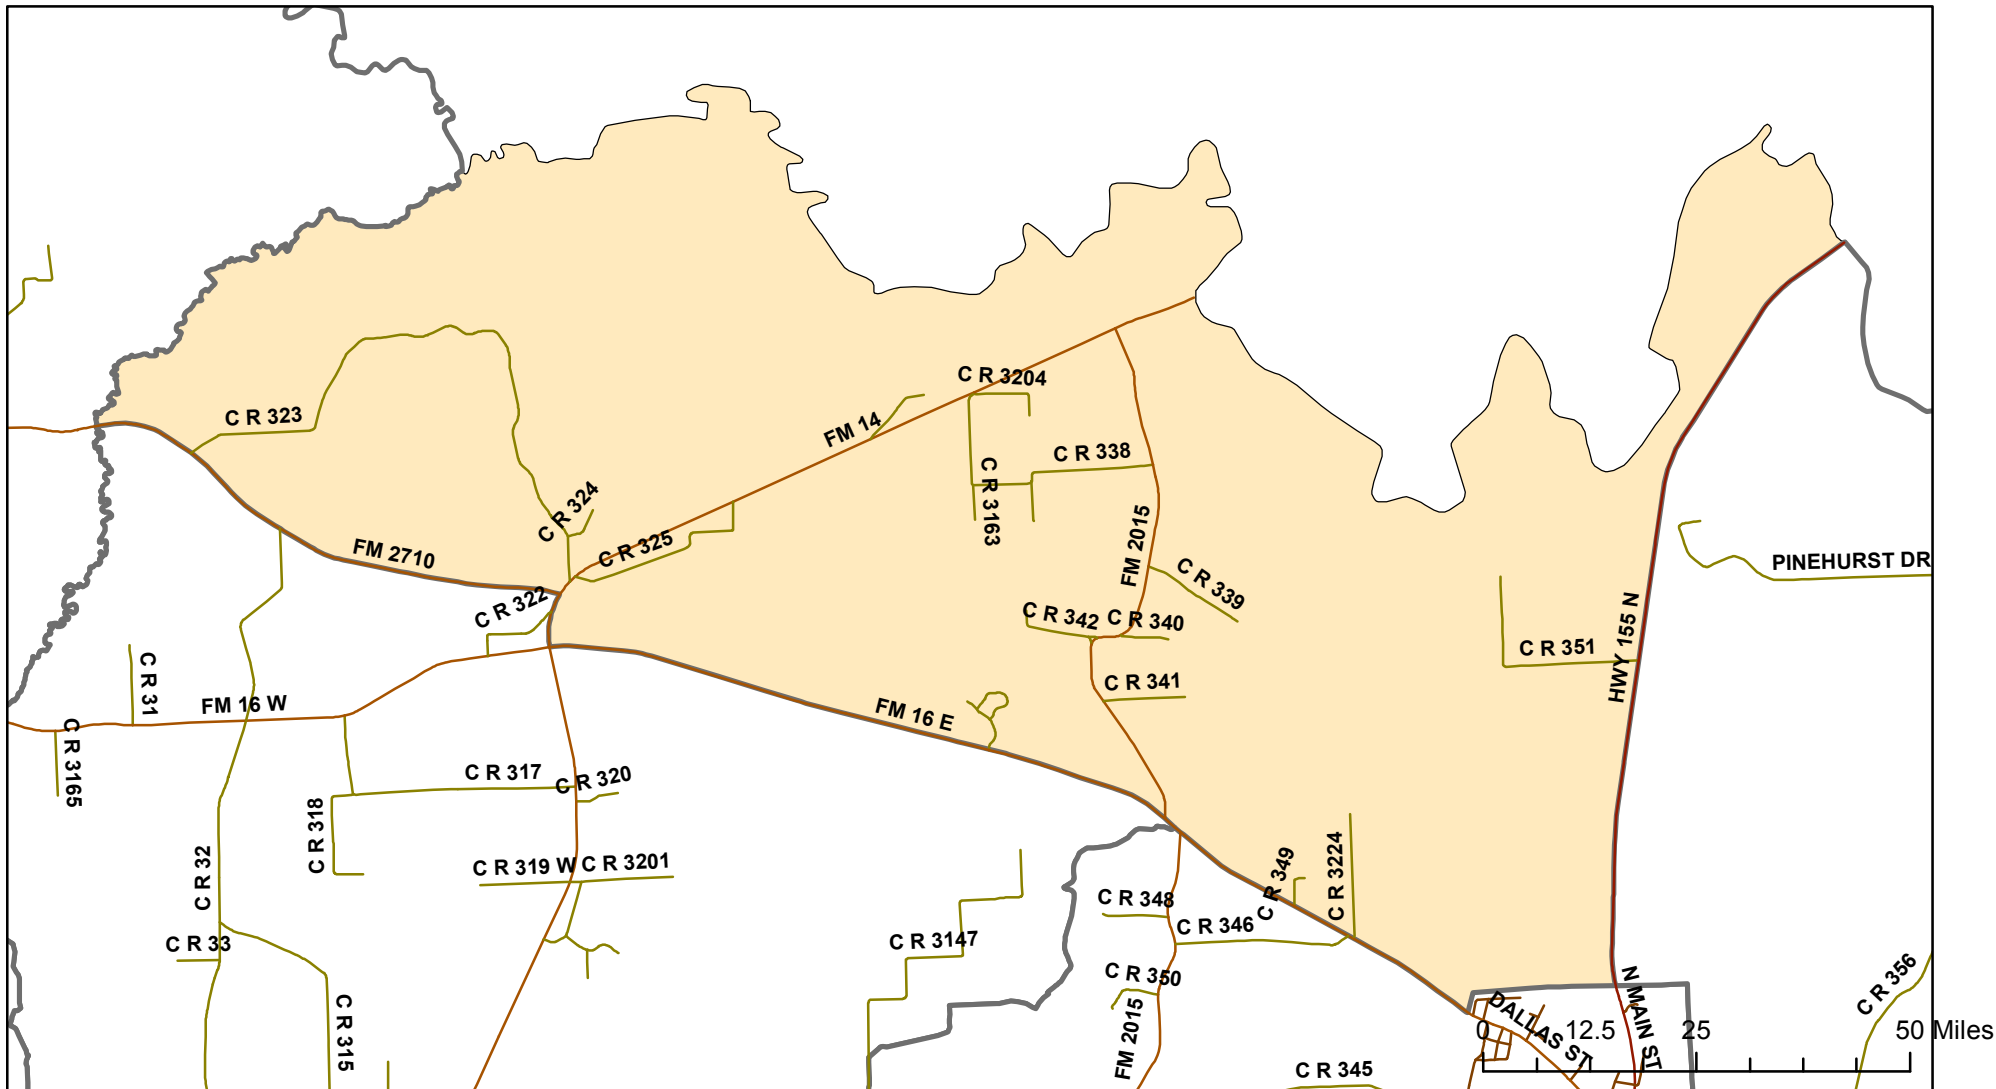 C R 3204
C R 323
FM 14
C R 338
C R 3163
C R 324
FM 2015
C R 325
FM 2710
PINEHURST DR
C R 339
C R 322
C R 342
C R 340
HWY 155 N
C R 351
C R 31
C R 341
FM 16 W
FM 16 E
C R 3165
C R 317
C R 320
C R 318
C R 32
C R 319 W
C R 3201
C R 349
C R 3224
C R 348
C R 346
C R 33
C R 3147
C R 350
C R 356
C R 315
FM 2015
N MAIN ST
DALLAS ST
0 12.5 25 50 Miles
C R 345